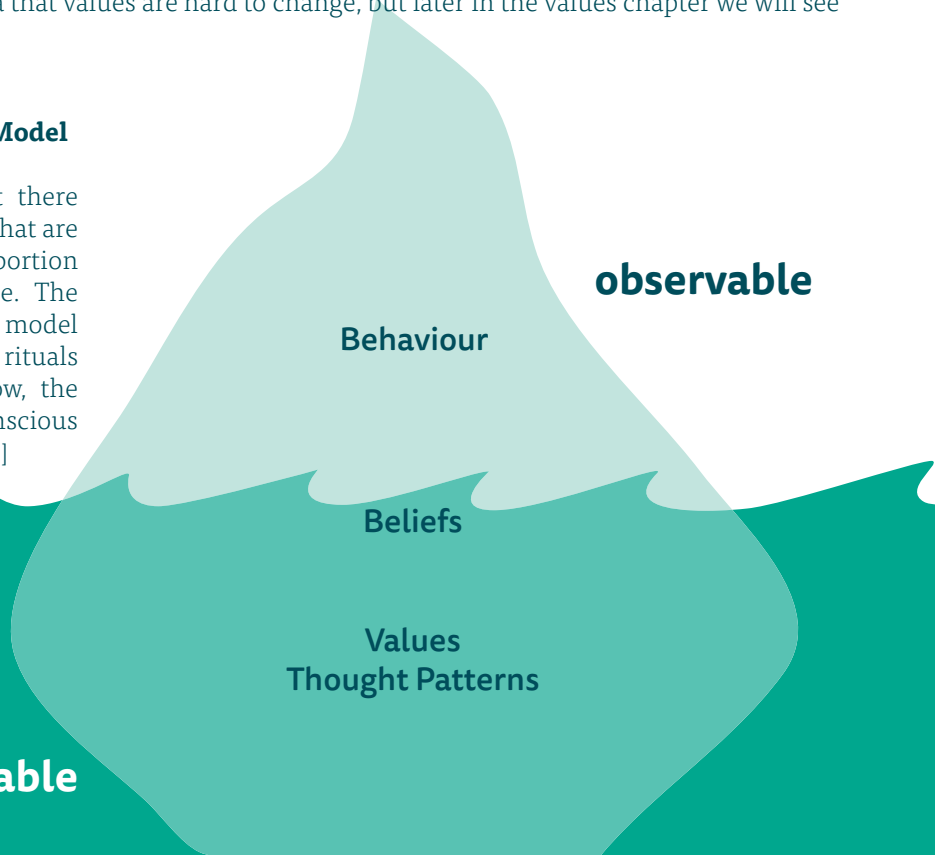 that values are hard to change, but later in the values chapter we will see
Model
there
hat are
portion
e. The
model
rituals
ow, the
nscious
]
observable
Behaviour
Beliefs
Values
Thought Patterns
able